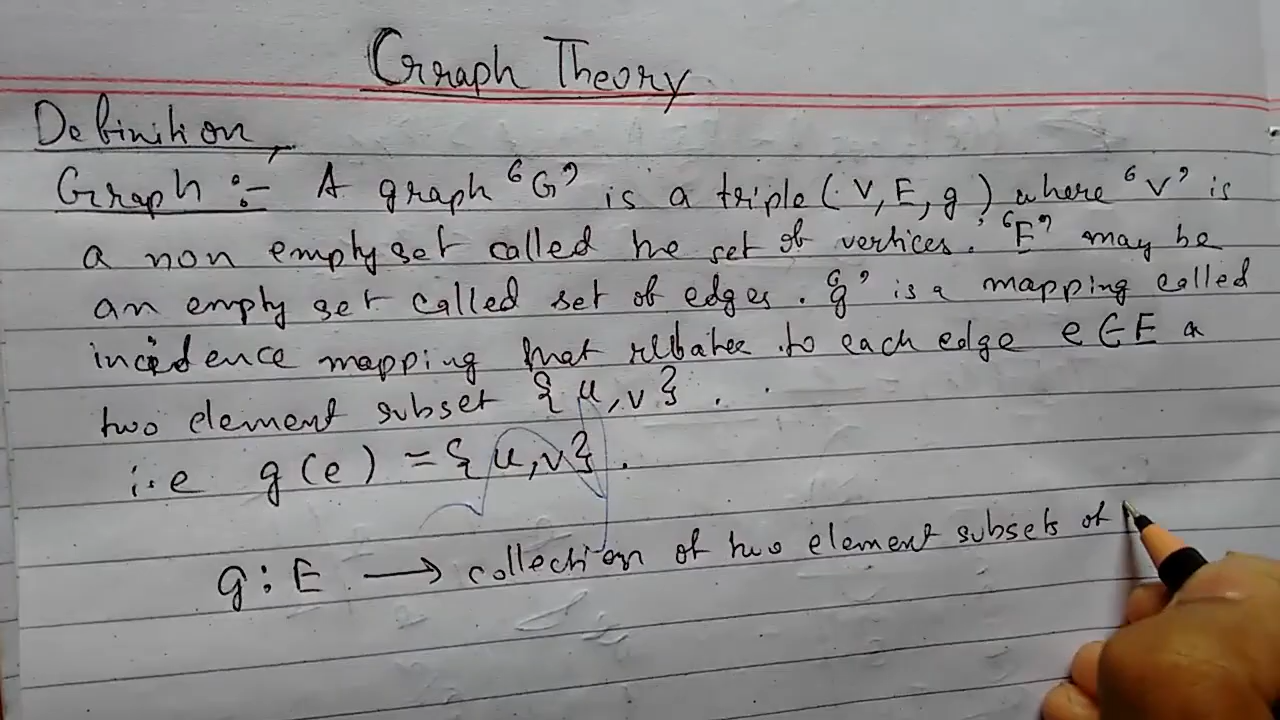 Graph Theory
Definition,
Graph :- A graph 'G' is a triple (V, E, g) where 'V' is
a non empty set called the set of vertices. 'E' may be
an empty set called set of edges. 'g' is a mapping called
incidence mapping that relbates to each edge e∈E a
two element subset {u,v}.
i.e g(e) = {u,v}.
g : E → collection of two element subsets of